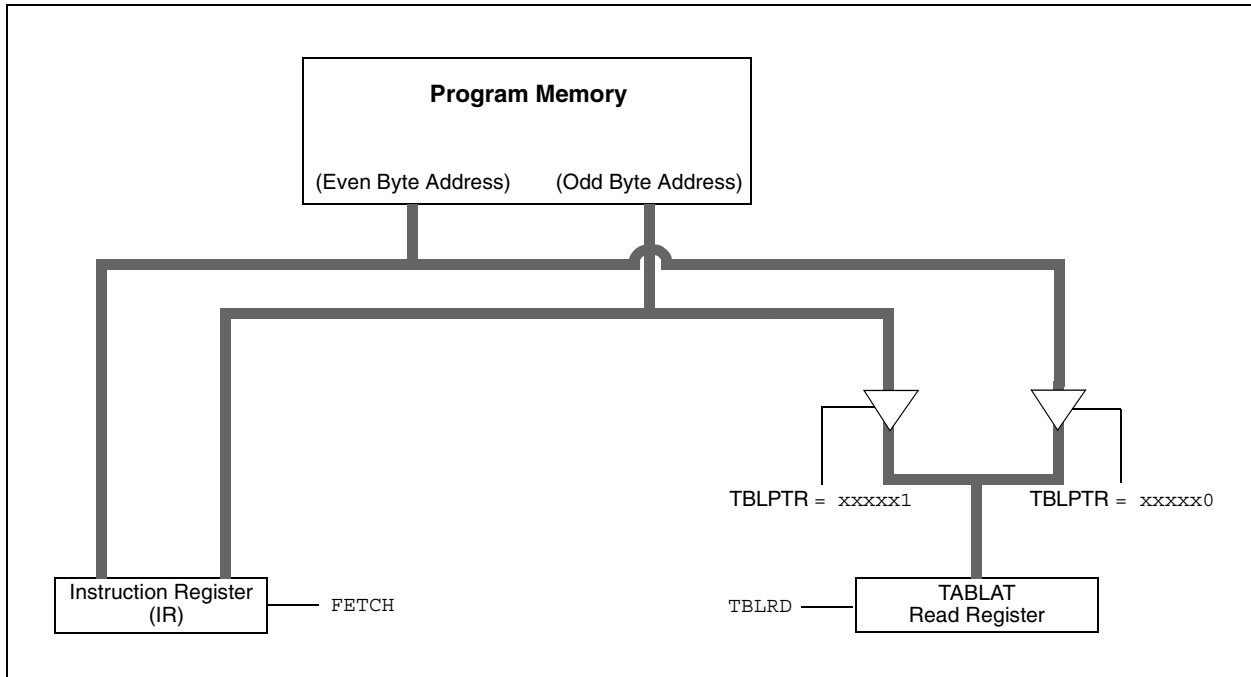 Program Memory
(Even Byte Address)
(Odd Byte Address)
TBLPTR = xxxxx1
TBLPTR = xxxxx0
Instruction Register
(IR)
FETCH
TBLRD
TABLAT
Read Register